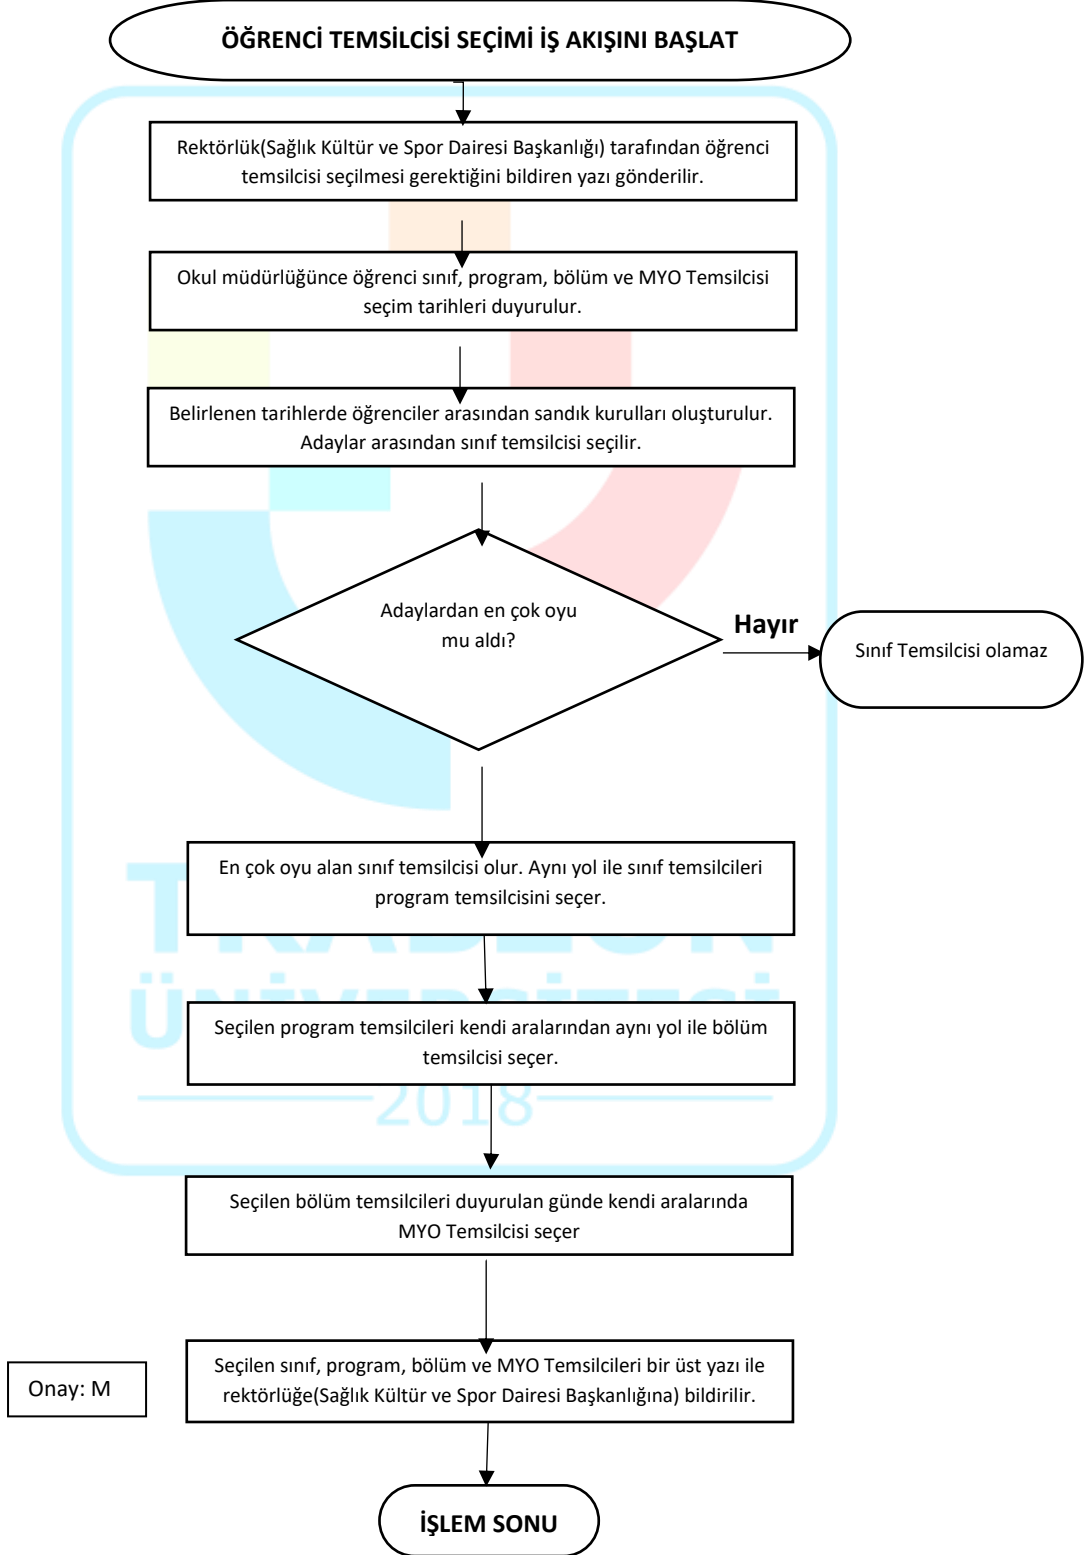 ÖĞRENCİ TEMSİLCİSİ SEÇİMİ İŞ AKIŞINI BAŞLAT
Rektörlük(Sağlık Kültür ve Spor Dairesi Başkanlığı) tarafından öğrenci
temsilcisi seçilmesi gerektiğini bildiren yazı gönderilir.
Okul müdürlüğünce öğrenci sınıf, program, bölüm ve MYO Temsilcisi
seçim tarihleri duyurulur.
Belirlenen tarihlerde öğrenciler arasından sandık kurulları oluşturulur.
Adaylar arasından sınıf temsilcisi seçilir.
Adaylardan en çok oyu
mu aldı?
Hayır
Sınıf Temsilcisi olamaz
En çok oyu alan sınıf temsilcisi olur. Aynı yol ile sınıf temsilcileri
program temsilcisini seçer.
TRABZON
ÜNİVERSİTESİ
Seçilen program temsilcileri kendi aralarından aynı yol ile bölüm
temsilcisi seçer.
2018
Seçilen bölüm temsilcileri duyurulan günde kendi aralarında
MYO Temsilcisi seçer
Seçilen sınıf, program, bölüm ve MYO Temsilcileri bir üst yazı ile
rektörlüğe(Sağlık Kültür ve Spor Dairesi Başkanlığına) bildirilir.
Onay: M
İŞLEM SONU